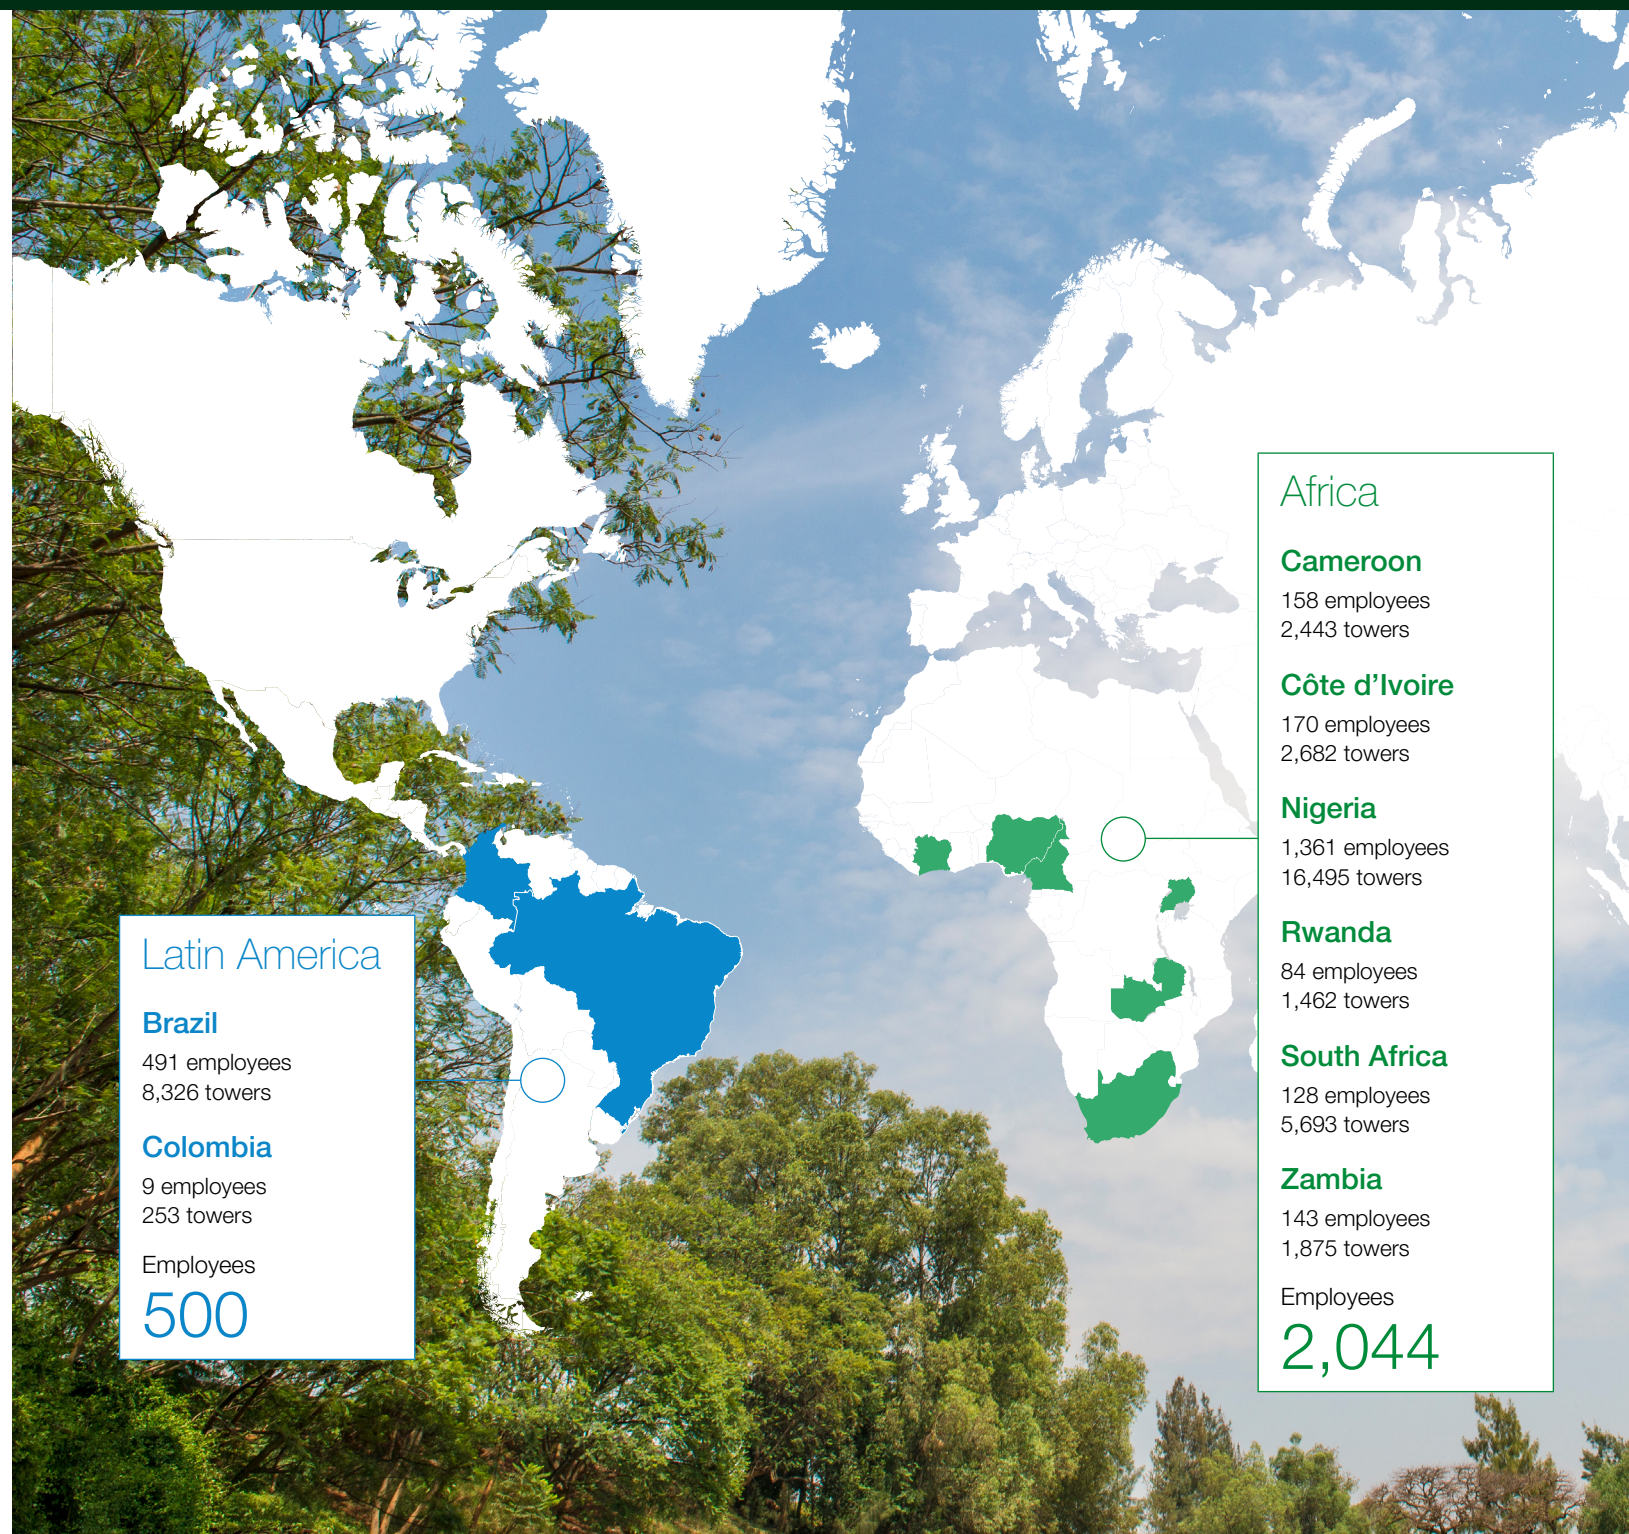 Latin America
Brazil
491 employees
8,326 towers
Colombia
9 employees
253 towers
Employees
500
Africa
Cameroon
158 employees
2,443 towers
Côte d’Ivoire
170 employees
2,682 towers
Nigeria
1,361 employees
16,495 towers
Rwanda
84 employees
1,462 towers
South Africa
128 employees
5,693 towers
Zambia
143 employees
1,875 towers
Employees
2,044